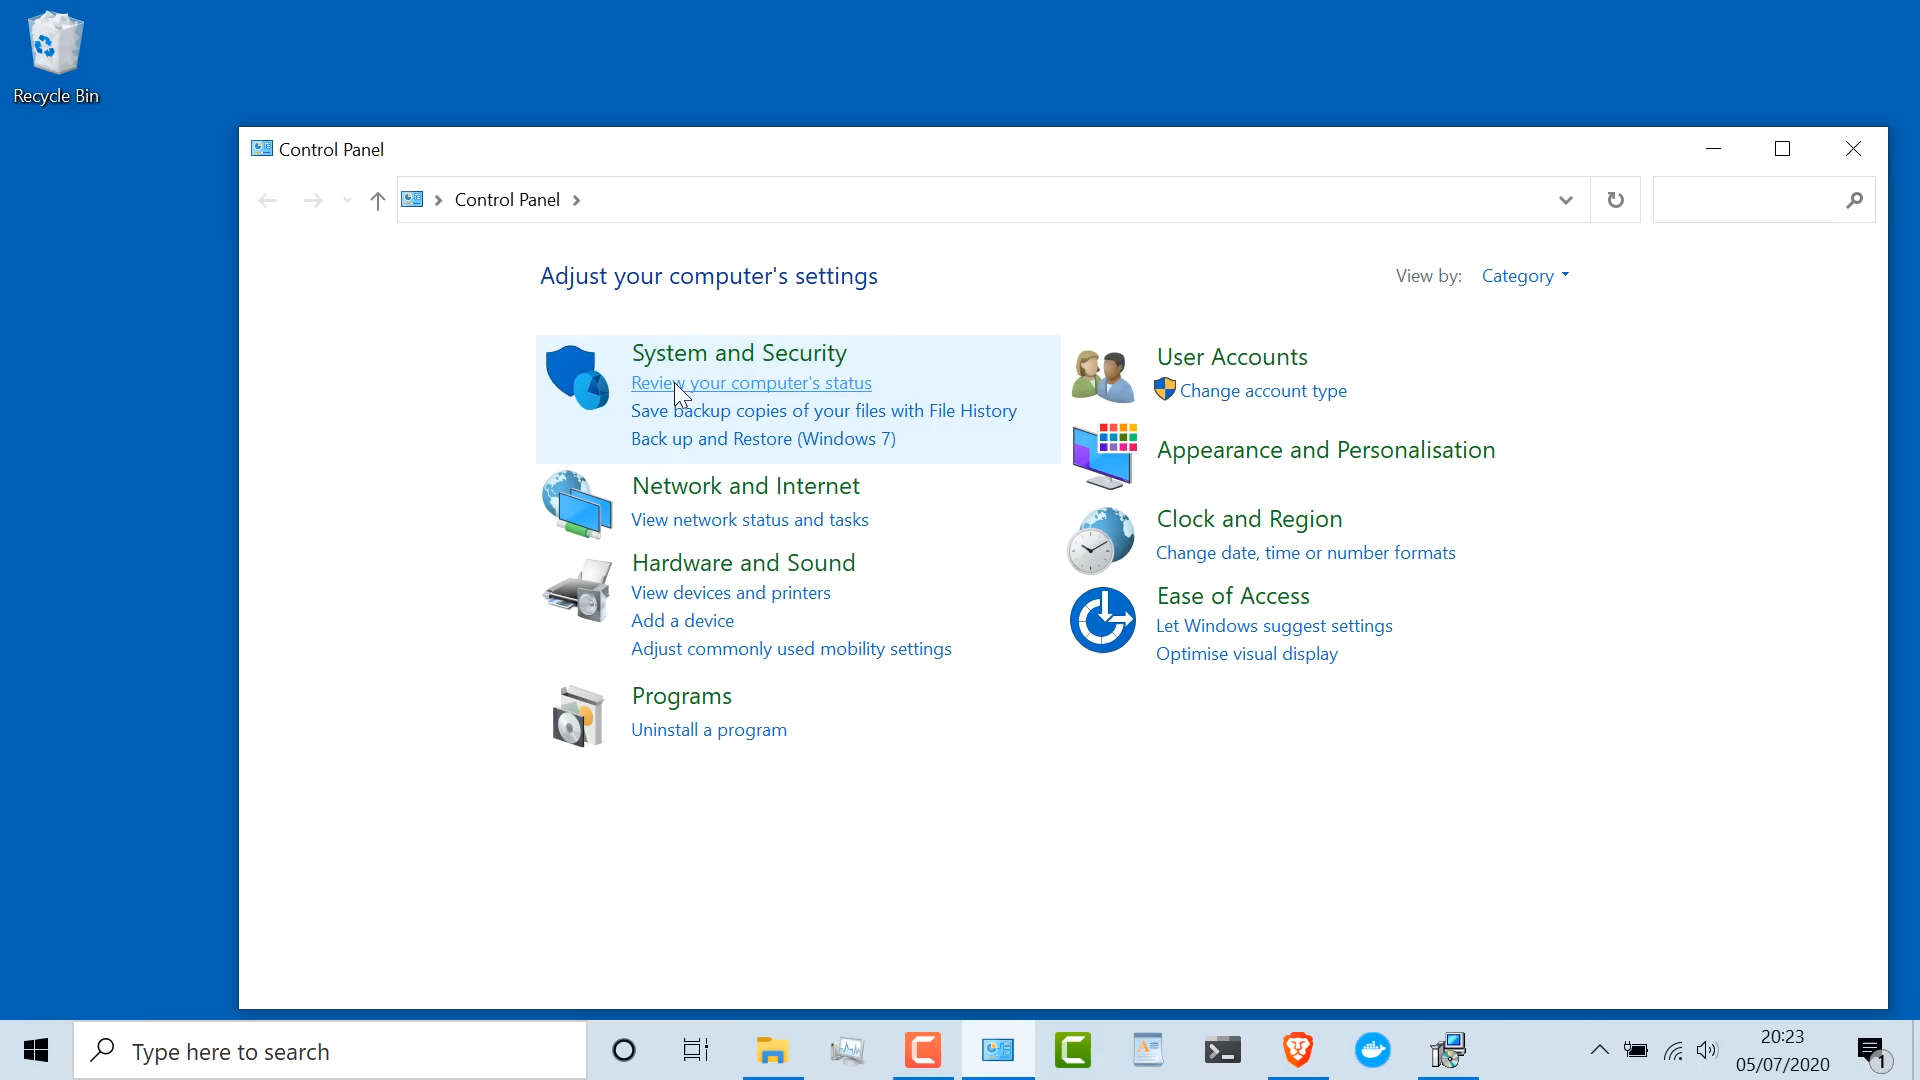 Recycle Bin
Control Panel
Control Panel
Adjust your computer's settings
View by: Category
System and Security
Review your computer's status
Save backup copies of your files with File History
Back up and Restore (Windows 7)
Network and Internet
View network status and tasks
Hardware and Sound
View devices and printers
Add a device
Adjust commonly used mobility settings
Programs
Uninstall a program
User Accounts
Change account type
Appearance and Personalisation
Clock and Region
Change date, time or number formats
Ease of Access
Let Windows suggest settings
Optimise visual display
Type here to search
20:23
05/07/2020
1